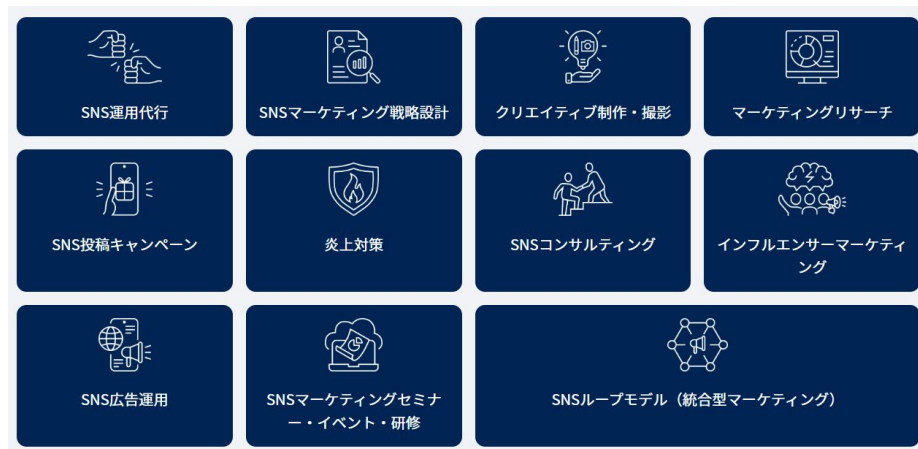 SNS運用代行
SNSマーケティング戦略設計
クリエイティブ制作・撮影
マーケティングリサーチ
SNS投稿キャンペーン
炎上対策
SNSコンサルティング
インフルエンサーマーケティ
ング
SNS広告運用
SNSマーケティングセミナ
ー・イベント・研修
SNSループモデル（統合型マーケティング）